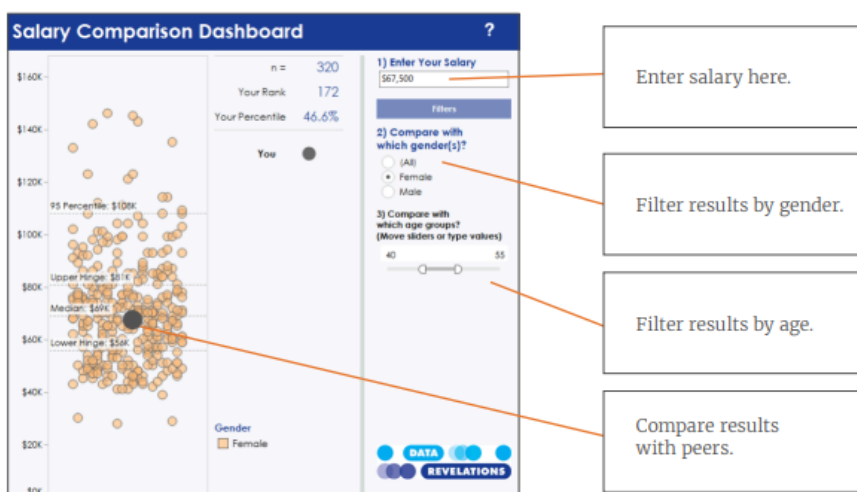 Salary Comparison Dashboard ?
$160K
$140K
$120K
$100K
$80K
$60K
$40K
$20K
$0K
95 Percentile: $108K
Upper Hinge: $81K
Median: $69K
Lower Hinge: $56K
n = 320
Your Rank 172
Your Percentile 46.6%
You
Gender
Female
1) Enter Your Salary
$67,500
Filters
2) Compare with
which gender(s)?
(All)
Female
Male
3) Compare with
which age groups?
(Move sliders or type values)
40 55
DATA
REVELATIONS
Enter salary here.
Filter results by gender.
Filter results by age.
Compare results
with peers.